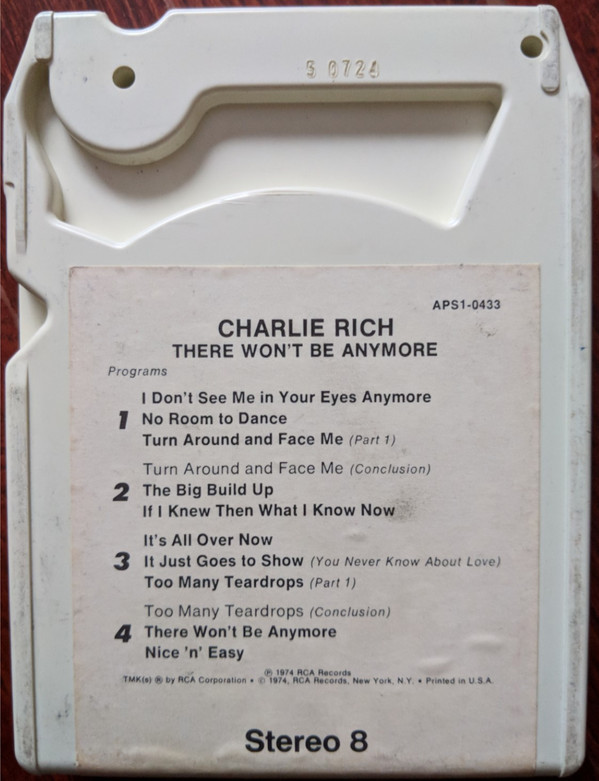 5 0724
APS1-0433
CHARLIE RICH
THERE WON'T BE ANYMORE
Programs
I Don't See Me in Your Eyes Anymore
1 No Room to Dance
Turn Around and Face Me (Part 1)
Turn Around and Face Me (Conclusion)
2 The Big Build Up
If I Knew Then What I Know Now
It's All Over Now
3 It Just Goes to Show (You Never Know About Love)
Too Many Teardrops (Part 1)
Too Many Teardrops (Conclusion)
4 There Won't Be Anymore
Nice 'n' Easy
℗ 1974 RCA Records
TMK(s) ® by RCA Corporation • © 1974, RCA Records, New York, N.Y. • Printed in U.S.A.
Stereo 8